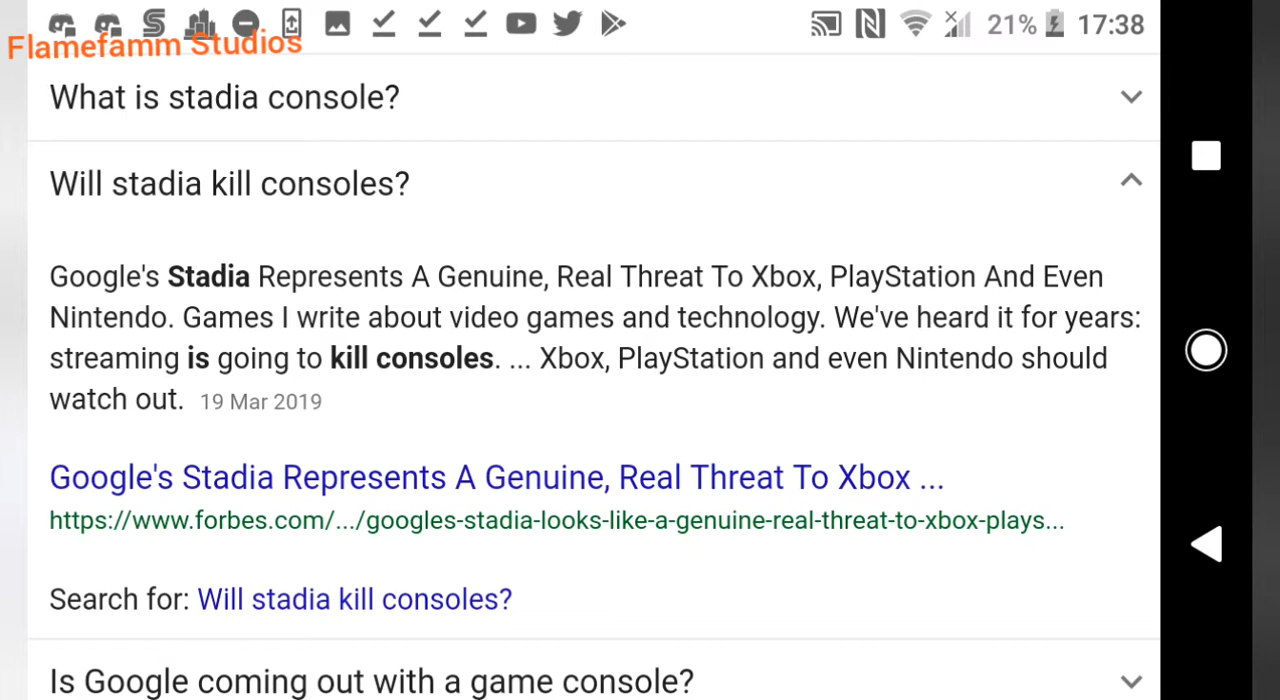 Flamefamm Studios
21% 17:38
What is stadia console?
Will stadia kill consoles?
Google's Stadia Represents A Genuine, Real Threat To Xbox, PlayStation And Even
Nintendo. Games I write about video games and technology. We've heard it for years:
streaming is going to kill consoles. ... Xbox, PlayStation and even Nintendo should
watch out. 19 Mar 2019
Google's Stadia Represents A Genuine, Real Threat To Xbox ...
https://www.forbes.com/.../googles-stadia-looks-like-a-genuine-real-threat-to-xbox-plays...
Search for: Will stadia kill consoles?
Is Google coming out with a game console?